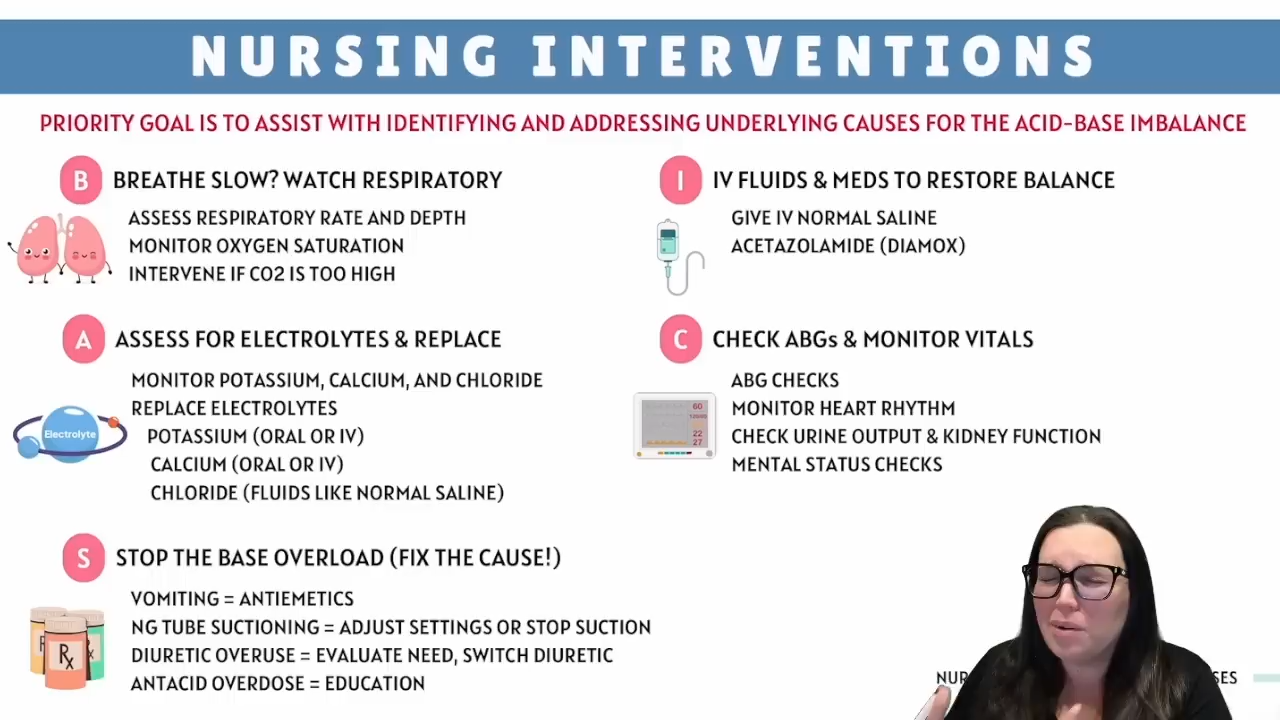 NURSING INTERVENTIONS
PRIORITY GOAL IS TO ASSIST WITH IDENTIFYING AND ADDRESSING UNDERLYING CAUSES FOR THE ACID-BASE IMBALANCE
B BREATHE SLOW? WATCH RESPIRATORY
ASSESS RESPIRATORY RATE AND DEPTH
MONITOR OXYGEN SATURATION
INTERVENE IF CO2 IS TOO HIGH
A ASSESS FOR ELECTROLYTES & REPLACE
MONITOR POTASSIUM, CALCIUM, AND CHLORIDE
REPLACE ELECTROLYTES
Electrolyte
POTASSIUM (ORAL OR IV)
CALCIUM (ORAL OR IV)
CHLORIDE (FLUIDS LIKE NORMAL SALINE)
S STOP THE BASE OVERLOAD (FIX THE CAUSE!)
VOMITING = ANTIEMETICS
NG TUBE SUCTIONING = ADJUST SETTINGS OR STOP SUCTION
DIURETIC OVERUSE = EVALUATE NEED, SWITCH DIURETIC
ANTACID OVERDOSE = EDUCATION
Rx
I IV FLUIDS & MEDS TO RESTORE BALANCE
GIVE IV NORMAL SALINE
ACETAZOLAMIDE (DIAMOX)
C CHECK ABGs & MONITOR VITALS
ABG CHECKS
MONITOR HEART RHYTHM
CHECK URINE OUTPUT & KIDNEY FUNCTION
MENTAL STATUS CHECKS
60
22
27